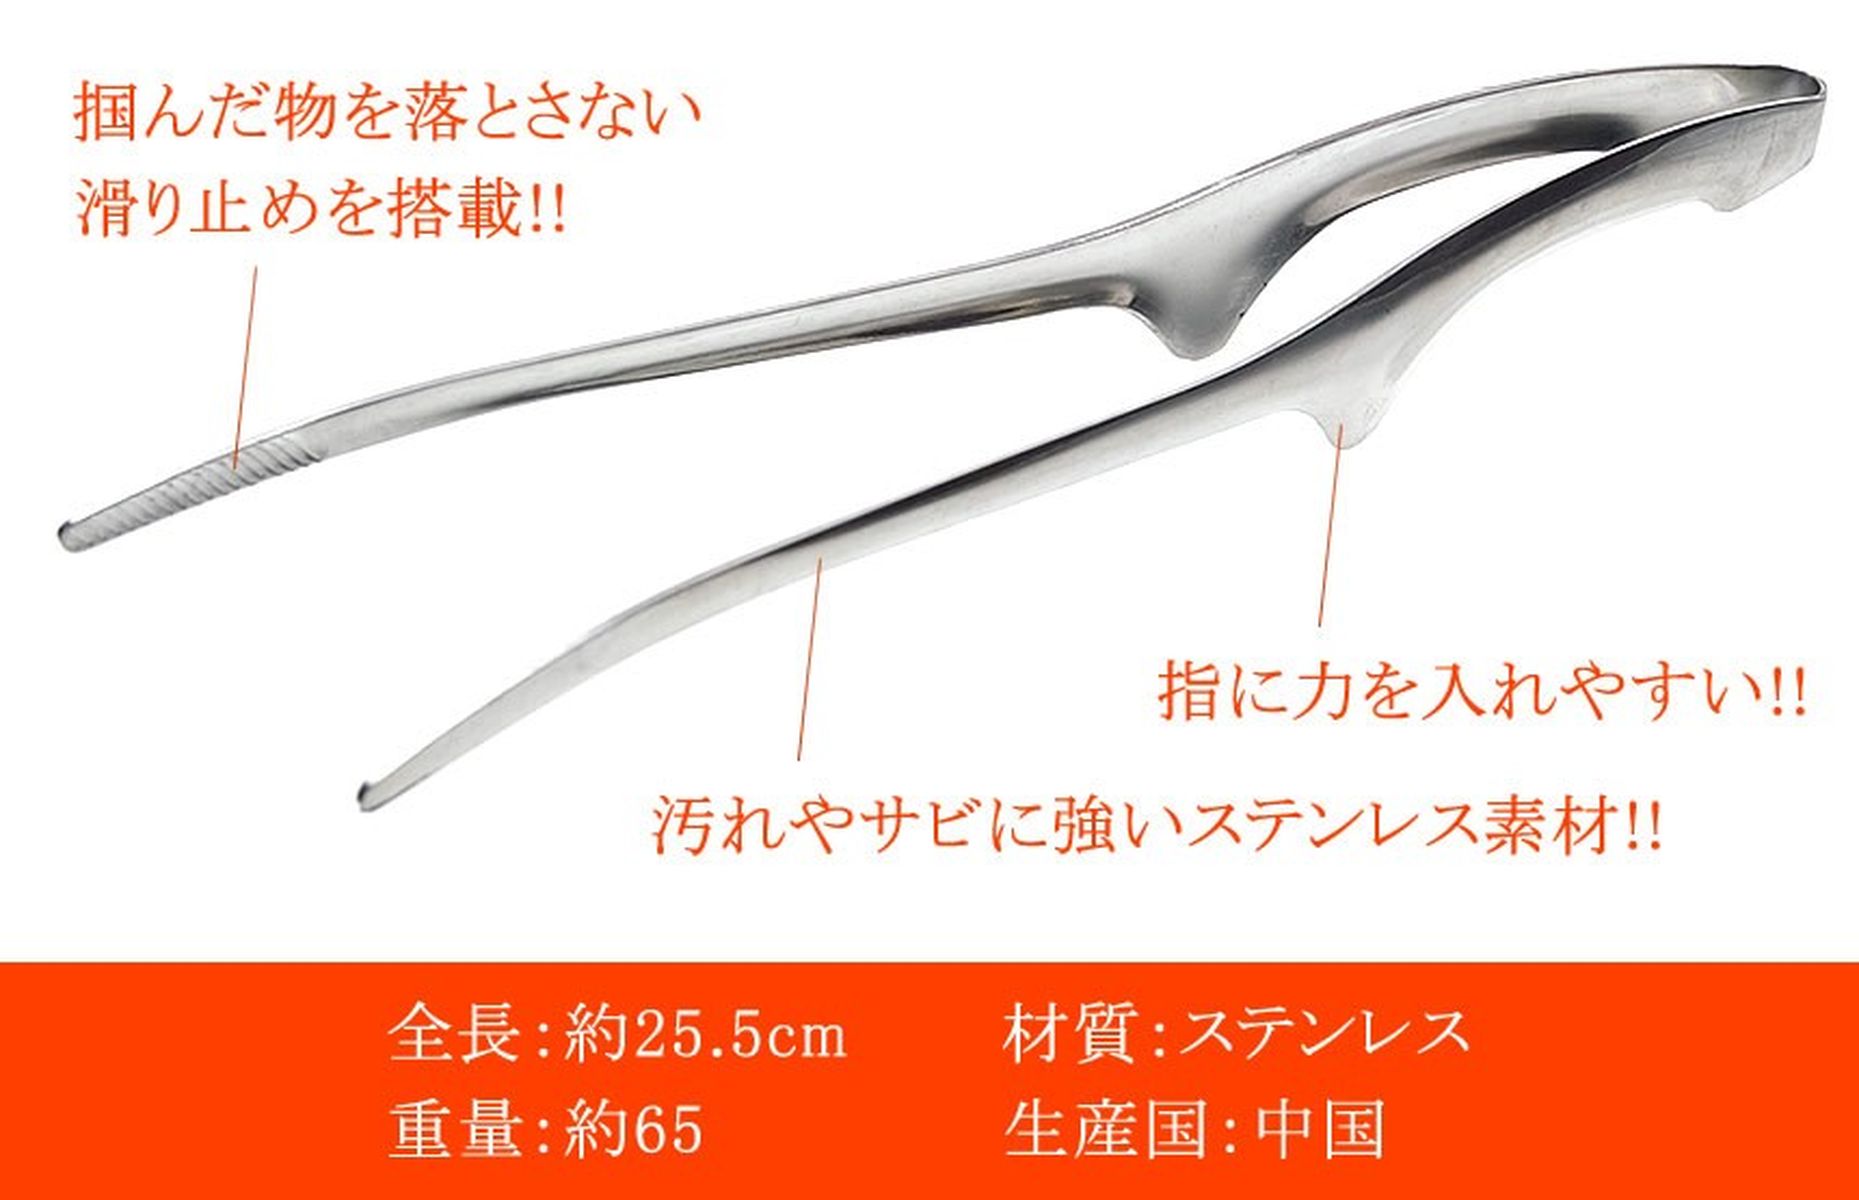 掴んだ物を落とさない
滑り止めを搭載!!
指に力を入れやすい!!
汚れやサビに強いステンレス素材!!
全長:約25.5cm
重量:約65
材質:ステンレス
生産国:中国